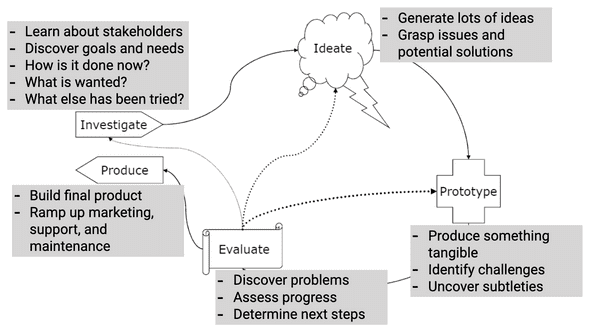 - Learn about stakeholders
- Discover goals and needs
- How is it done now?
- What is wanted?
- What else has been tried?
Investigate
Ideate
- Generate lots of ideas
- Grasp issues and
potential solutions
Produce
- Build final product
- Ramp up marketing,
support, and
maintenance
Prototype
- Produce something
tangible
- Identify challenges
- Uncover subtleties
Evaluate
- Discover problems
- Assess progress
- Determine next steps